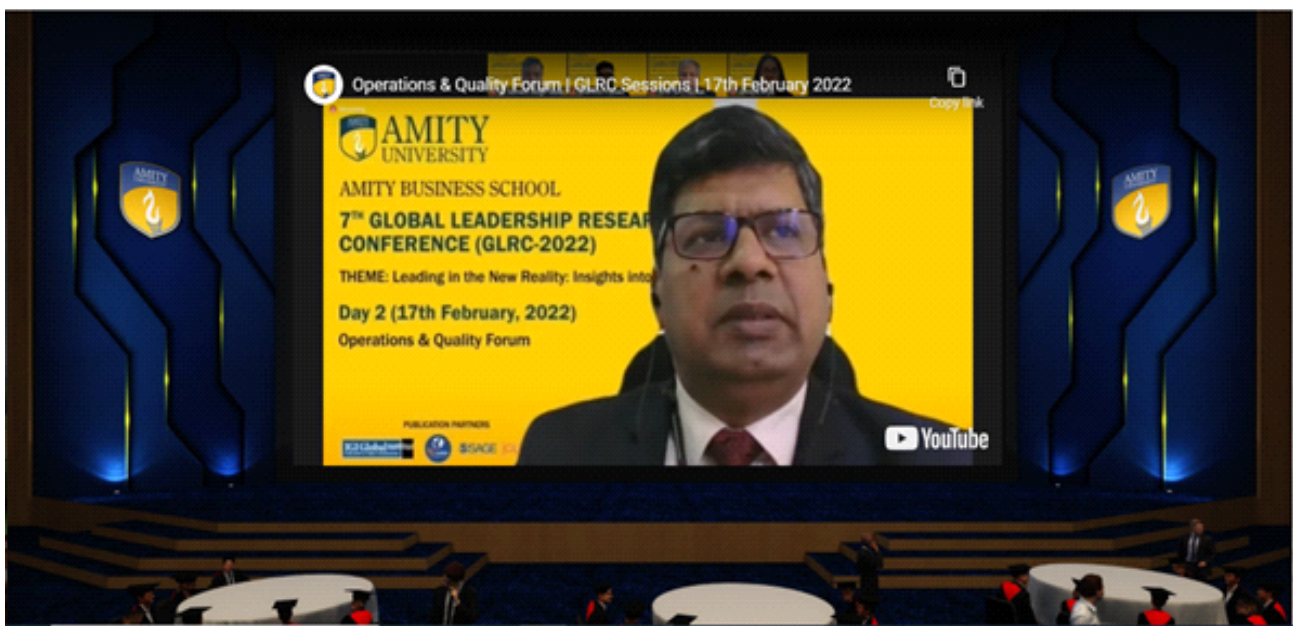 Operations & Quality Forum | GLRC Sessions | 17th February 2022
Copy link
AMITY
UNIVERSITY
AMITY BUSINESS SCHOOL
7TH GLOBAL LEADERSHIP RESEAR
CONFERENCE (GLRC-2022)
THEME: Leading in the New Reality: Insights into
Day 2 (17th February, 2022)
Operations & Quality Forum
PUBLICATION PARTNERS
IGI Global
SAGE
YouTube
AMITY
AMITY